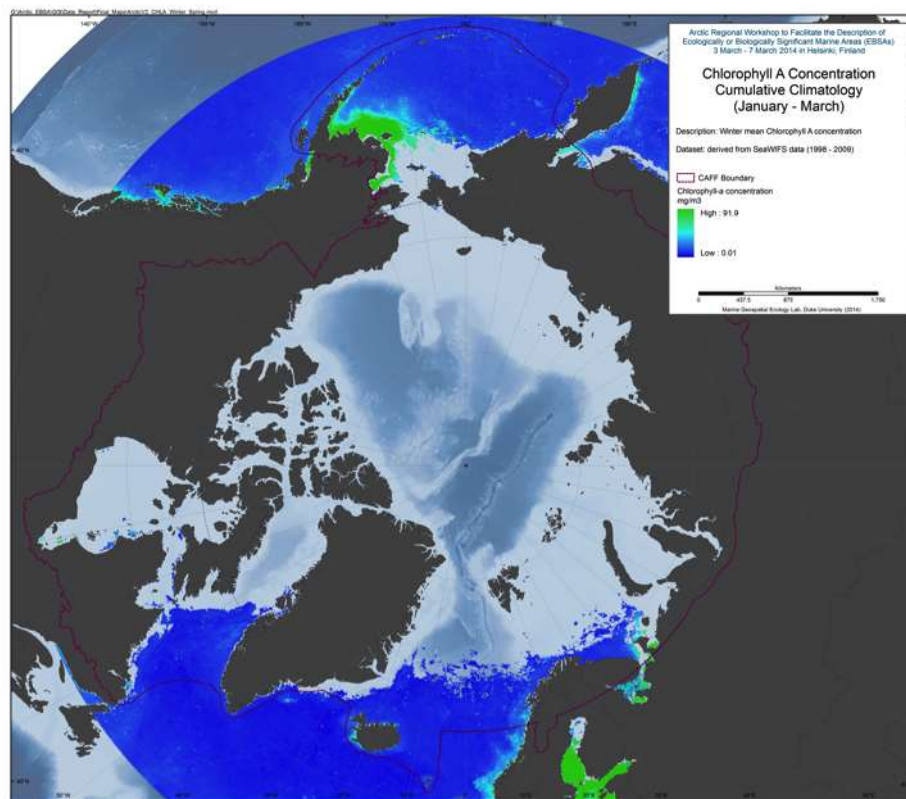 Arctic Regional Workshop to Facilitate the Description of
Ecologically or Biologically Significant Marine Areas (EBSAs)
3 March - 7 March 2014 in Helsinki, Finland
Chlorophyll A Concentration
Cumulative Climatology
(January - March)
Description: Winter mean Chlorophyll A concentration
Dataset: derived from SeaWIFS data (1998 - 2009)
CAFF Boundary
Chlorophyll-a concentration
mg/m3
High : 91.9
Low : 0.01
Kilometers
0 437.5 875 1,750
Marine Geospatial Ecology Lab, Duke University (2014)